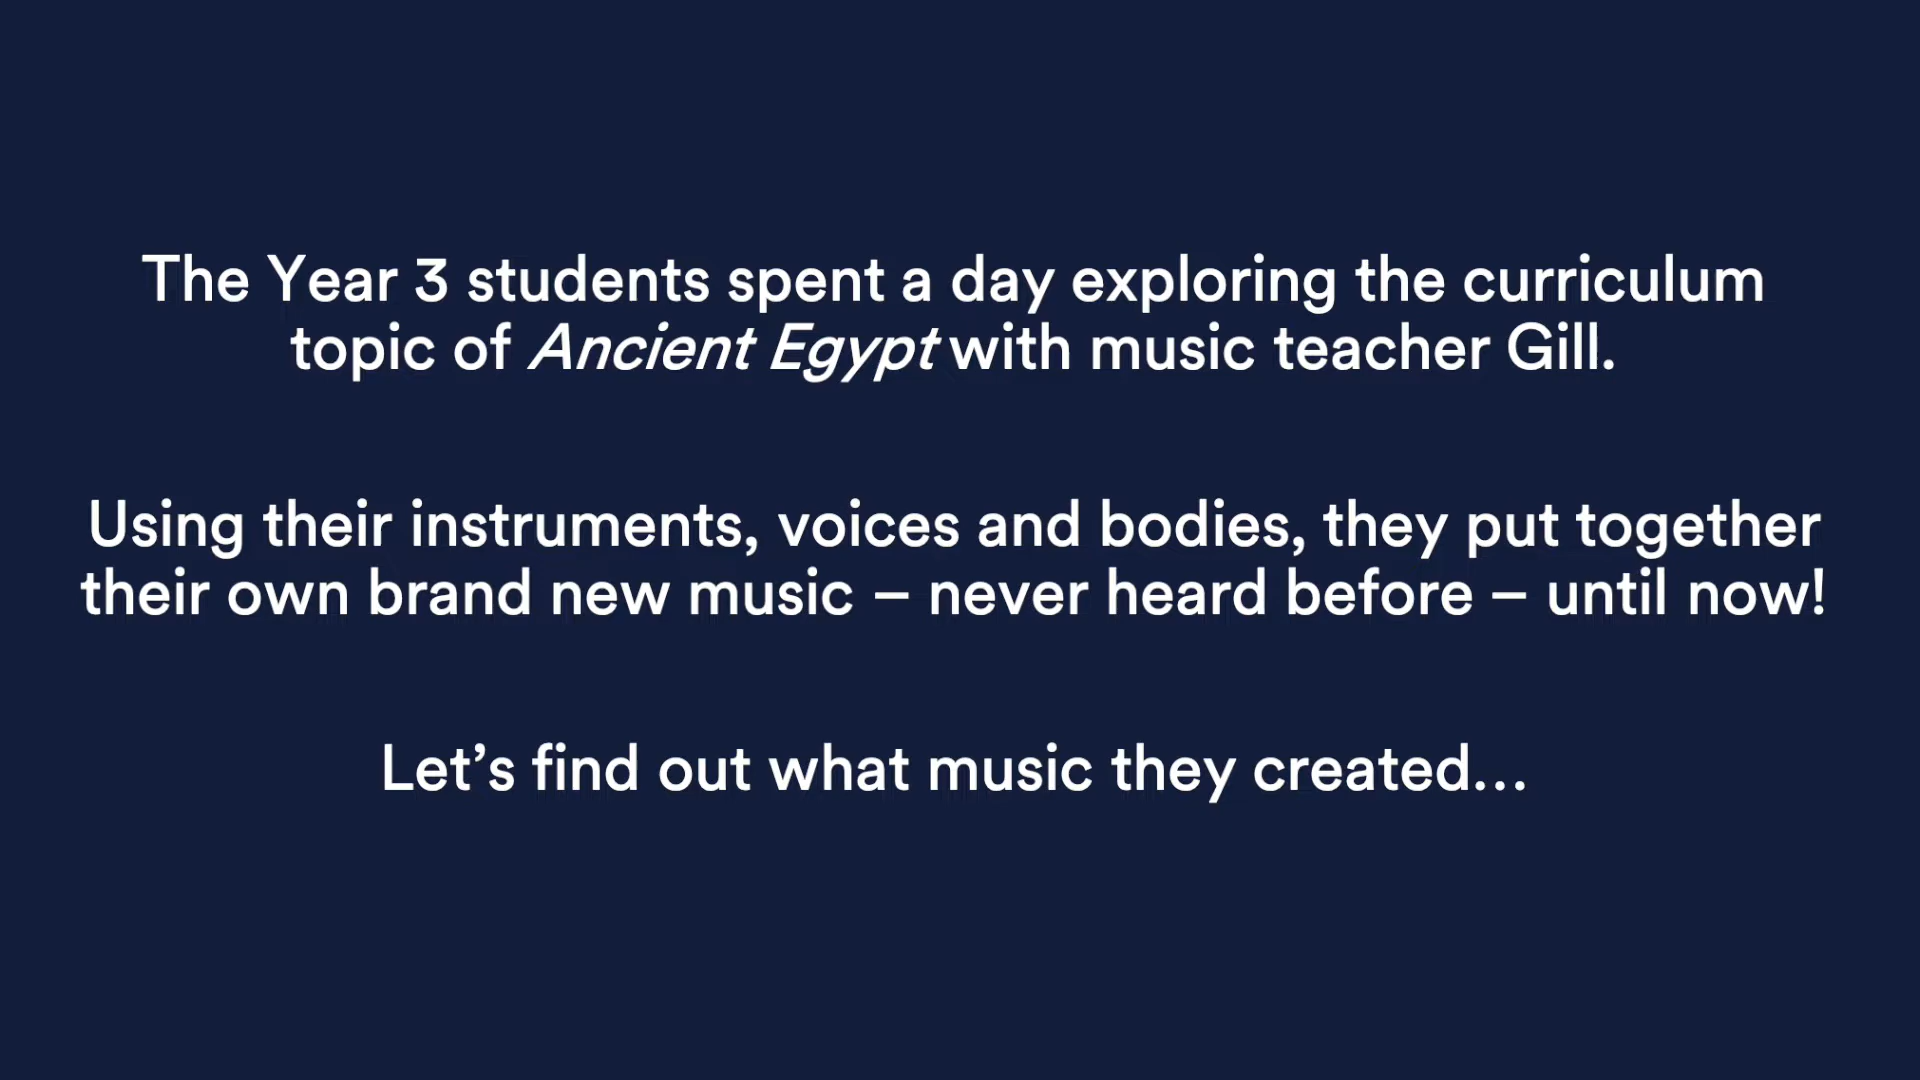 The Year 3 students spent a day exploring the curriculum
topic of Ancient Egypt with music teacher Gill.
Using their instruments, voices and bodies, they put together
their own brand new music – never heard before – until now!
Let’s find out what music they created…